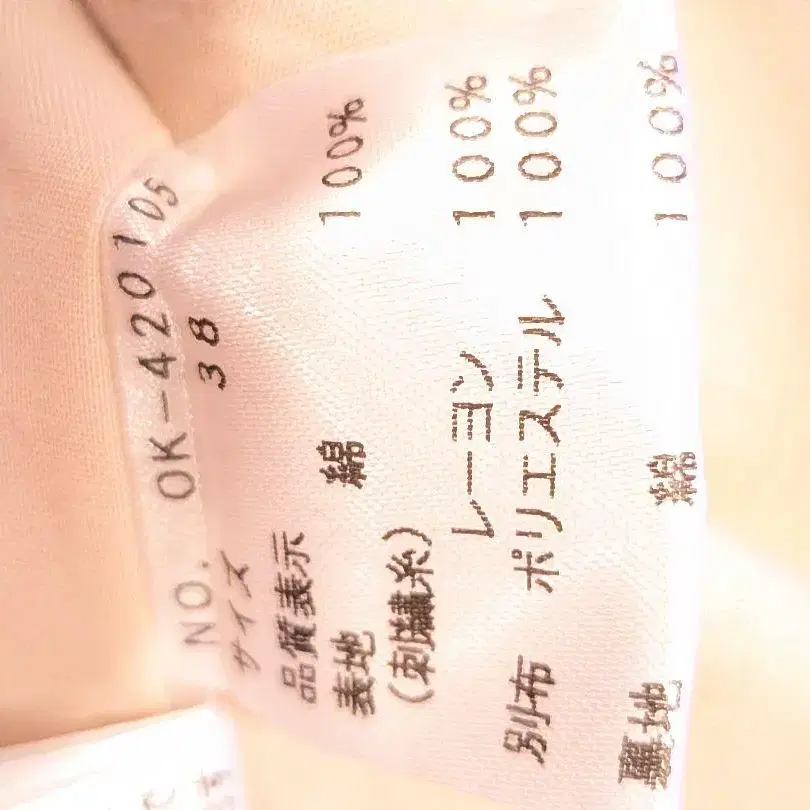 NO. OK-420105
サイズ 38
品質表示
表地 綿 100%
(刺繍糸)
レーヨン 100%
別布 ポリエステル 100%
裏地 綿 100%